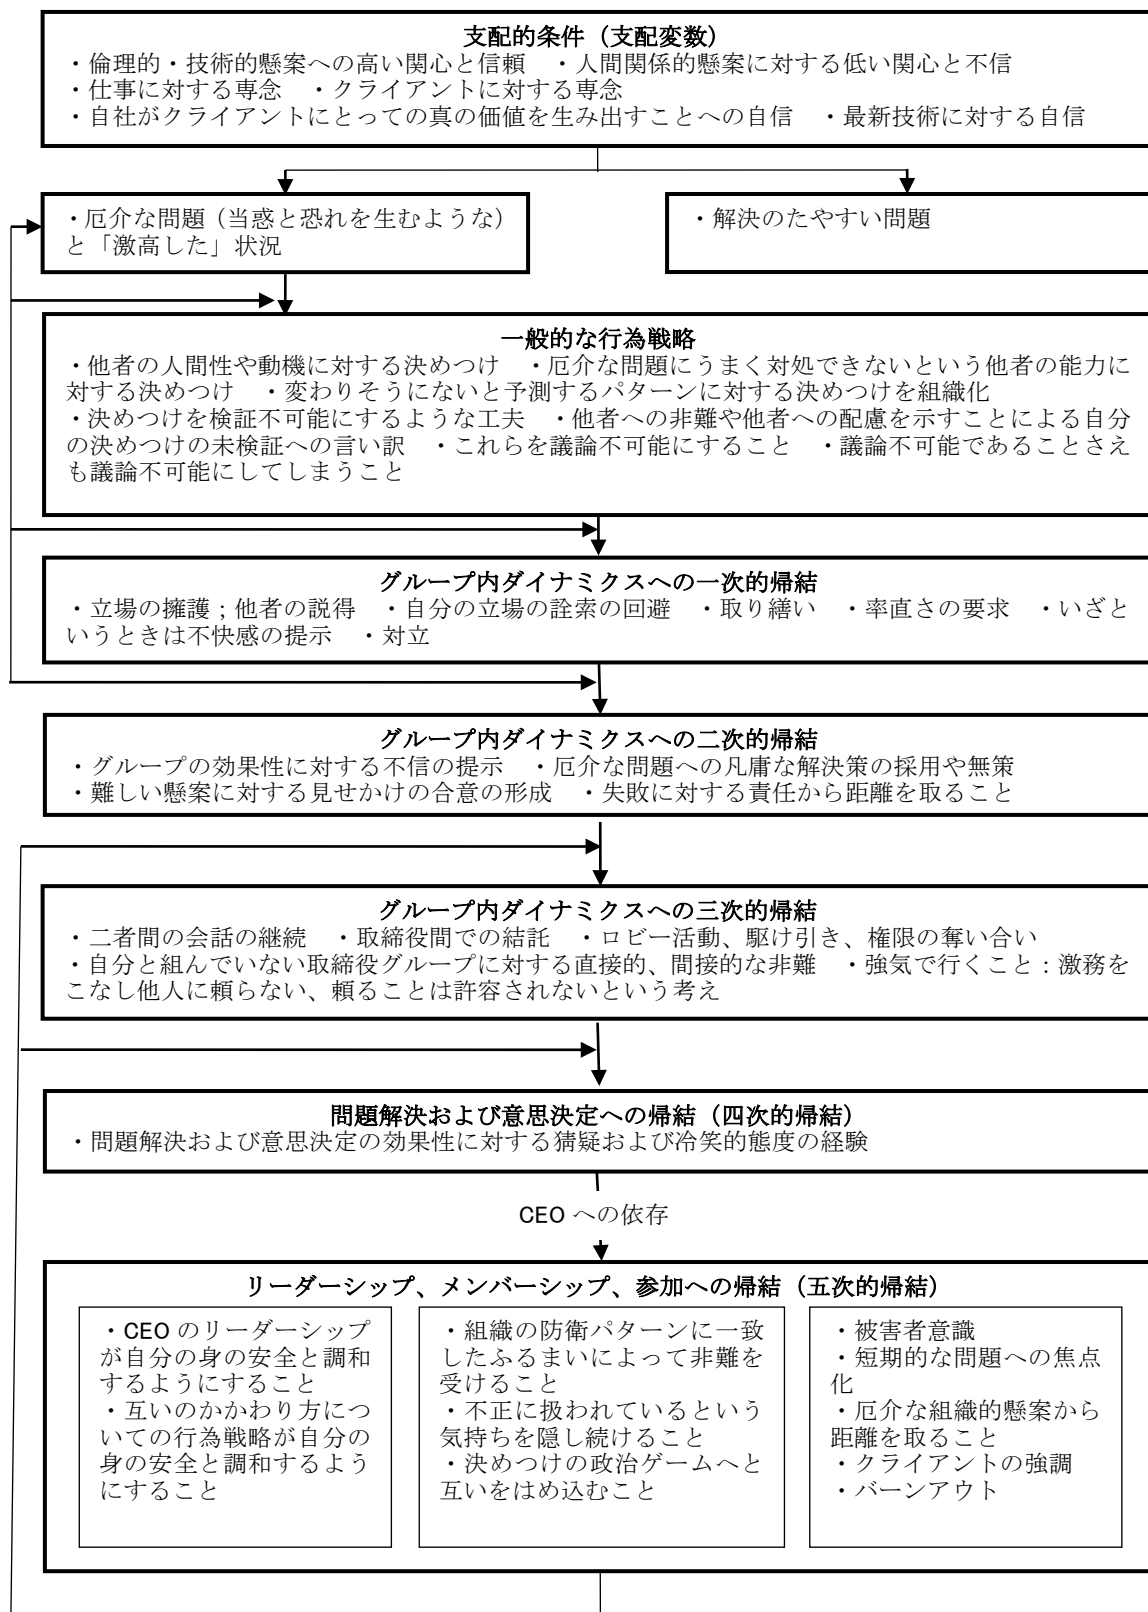 支配的条件（支配変数）
・倫理的・技術的懸案への高い関心と信頼　・人間関係的懸案に対する低い関心と不信
・仕事に対する専念　・クライアントに対する専念
・自社がクライアントにとっての真の価値を生み出すことへの自信　・最新技術に対する自信
・厄介な問題（当惑と恐れを生むような）
と「激高した」状況
・解決のたやすい問題
一般的な行為戦略
・他者の人間性や動機に対する決めつけ　・厄介な問題にうまく対処できないという他者の能力に
対する決めつけ　・変わりそうにないと予測するパターンに対する決めつけを組織化
・決めつけを検証不可能にするような工夫　・他者への非難や他者への配慮を示すことによる自分
の決めつけの未検証への言い訳　・これらを議論不可能にすること　・議論不可能であることさえ
も議論不可能にしてしまうこと
グループ内ダイナミクスへの一次的帰結
・立場の擁護；他者の説得　・自分の立場の詮索の回避　・取り繕い　・率直さの要求　・いざと
いうときは不快感の提示　・対立
グループ内ダイナミクスへの二次的帰結
・グループの効果性に対する不信の提示　・厄介な問題への凡庸な解決策の採用や無策
・難しい懸案に対する見せかけの合意の形成　・失敗に対する責任から距離を取ること
グループ内ダイナミクスへの三次的帰結
・二者間の会話の継続　・取締役間での結託　・ロビー活動、駆け引き、権限の奪い合い
・自分と組んでいない取締役グループに対する直接的、間接的な非難　・強気で行くこと：激務を
こなし他人に頼らない、頼ることは許容されないという考え
問題解決および意思決定への帰結（四次的帰結）
・問題解決および意思決定の効果性に対する猜疑および冷笑的態度の経験
CEO への依存
リーダーシップ、メンバーシップ、参加への帰結（五次的帰結）
・CEO のリーダーシップ
が自分の身の安全と調和
するようにすること
・互いのかかわり方につ
いての行為戦略が自分の
身の安全と調和するよう
にすること
・組織の防衛パターンに一致
したふるまいによって非難を
受けること
・不正に扱われているという
気持ちを隠し続けること
・決めつけの政治ゲームへと
互いをはめ込むこと
・被害者意識
・短期的な問題への焦点
化
・厄介な組織的懸案から
距離を取ること
・クライアントの強調
・バーンアウト